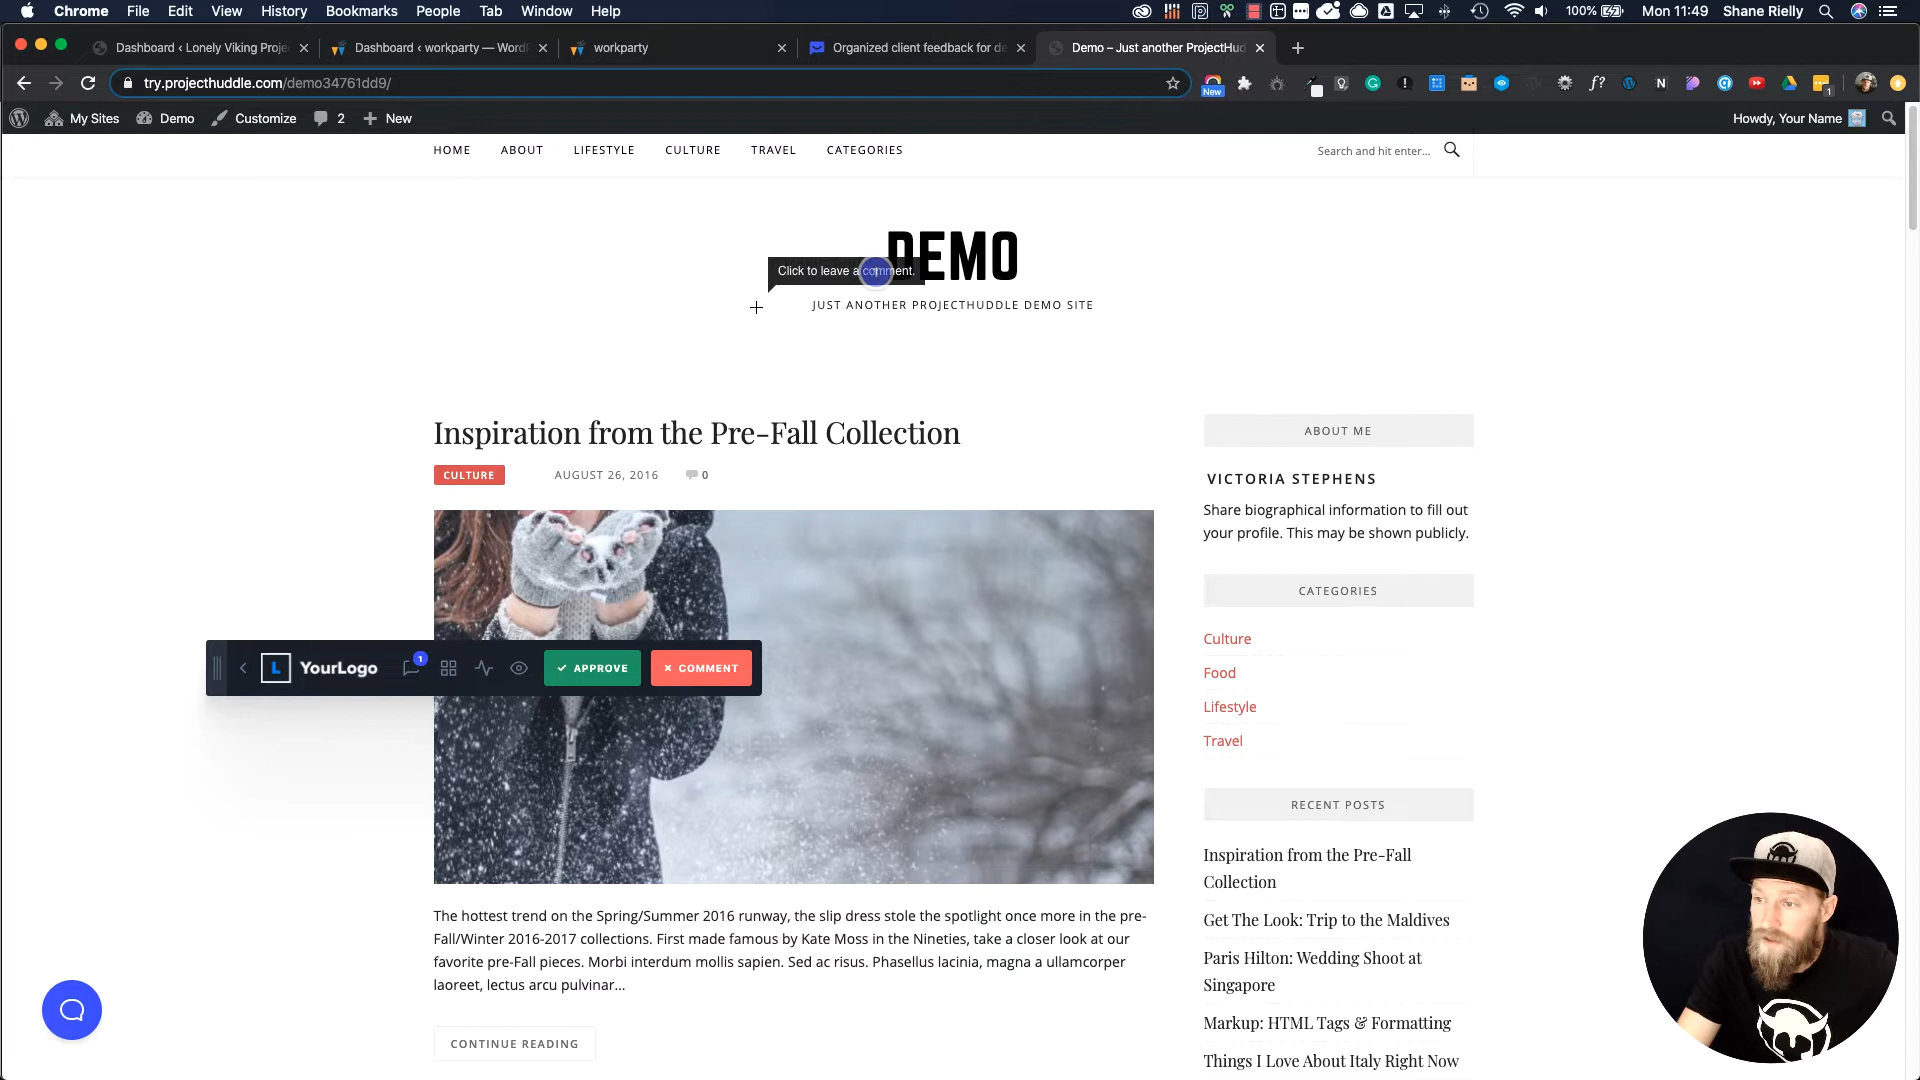 Chrome File Edit View History Bookmarks People Tab Window Help 100% Mon 11:49 Shane Rielly
Dashboard ‹ Lonely Viking Proje
Dashboard ‹ workparty — Word
workparty
Organized client feedback for de
Demo – Just another ProjectHud
try.projecthuddle.com/demo34761dd9/
New
1
My Sites Demo Customize 2 New Howdy, Your Name
HOME ABOUT LIFESTYLE CULTURE TRAVEL CATEGORIES Search and hit enter...
DEMO
Click to leave a comment.
JUST ANOTHER PROJECTHUDDLE DEMO SITE
Inspiration from the Pre-Fall Collection
CULTURE AUGUST 26, 2016 0
L YourLogo 1 APPROVE COMMENT
The hottest trend on the Spring/Summer 2016 runway, the slip dress stole the spotlight once more in the pre-
Fall/Winter 2016-2017 collections. First made famous by Kate Moss in the Nineties, take a closer look at our
favorite pre-Fall pieces. Morbi interdum mollis sapien. Sed ac risus. Phasellus lacinia, magna a ullamcorper
laoreet, lectus arcu pulvinar...
CONTINUE READING
ABOUT ME
VICTORIA STEPHENS
Share biographical information to fill out
your profile. This may be shown publicly.
CATEGORIES
Culture
Food
Lifestyle
Travel
RECENT POSTS
Inspiration from the Pre-Fall
Collection
Get The Look: Trip to the Maldives
Paris Hilton: Wedding Shoot at
Singapore
Markup: HTML Tags & Formatting
Things I Love About Italy Right Now